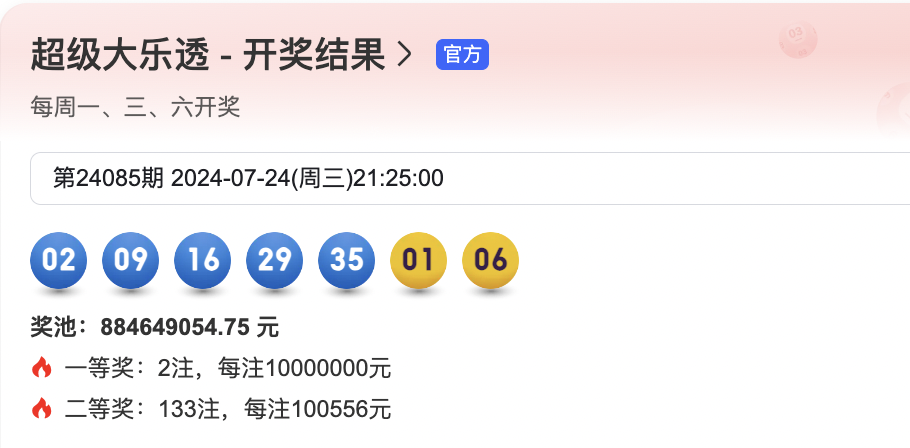 超级大乐透 - 开奖结果 > 官方
每周一、三、六开奖
第24085期 2024-07-24(周三)21:25:00
02 09 16 29 35 01 06
奖池：884649054.75 元
一等奖：2注，每注10000000元
二等奖：133注，每注100556元